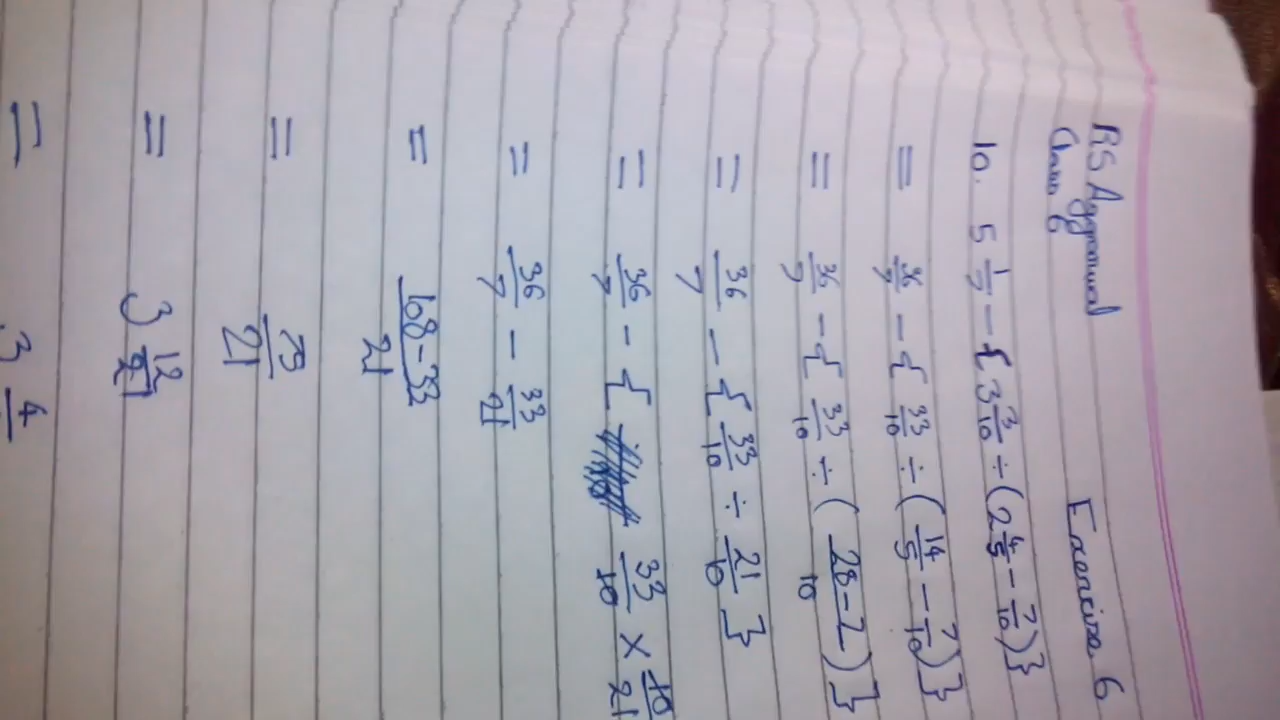 RS Aggarwal Exercise 6
Class 6
10. 5 1/7 - { 3 3/10 ÷ ( 2 4/5 - 7/10 ) }
= 36/7 - { 33/10 ÷ ( 14/5 - 7/10 ) }
= 36/7 - { 33/10 ÷ ( 28-7/10 ) }
= 36/7 - { 33/10 ÷ 21/10 }
= 36/7 - { 33/10 × 10/21
= 36/7 - 33/21
= 108-33/21
= 75/21
= 3 12/21
= 3 4/